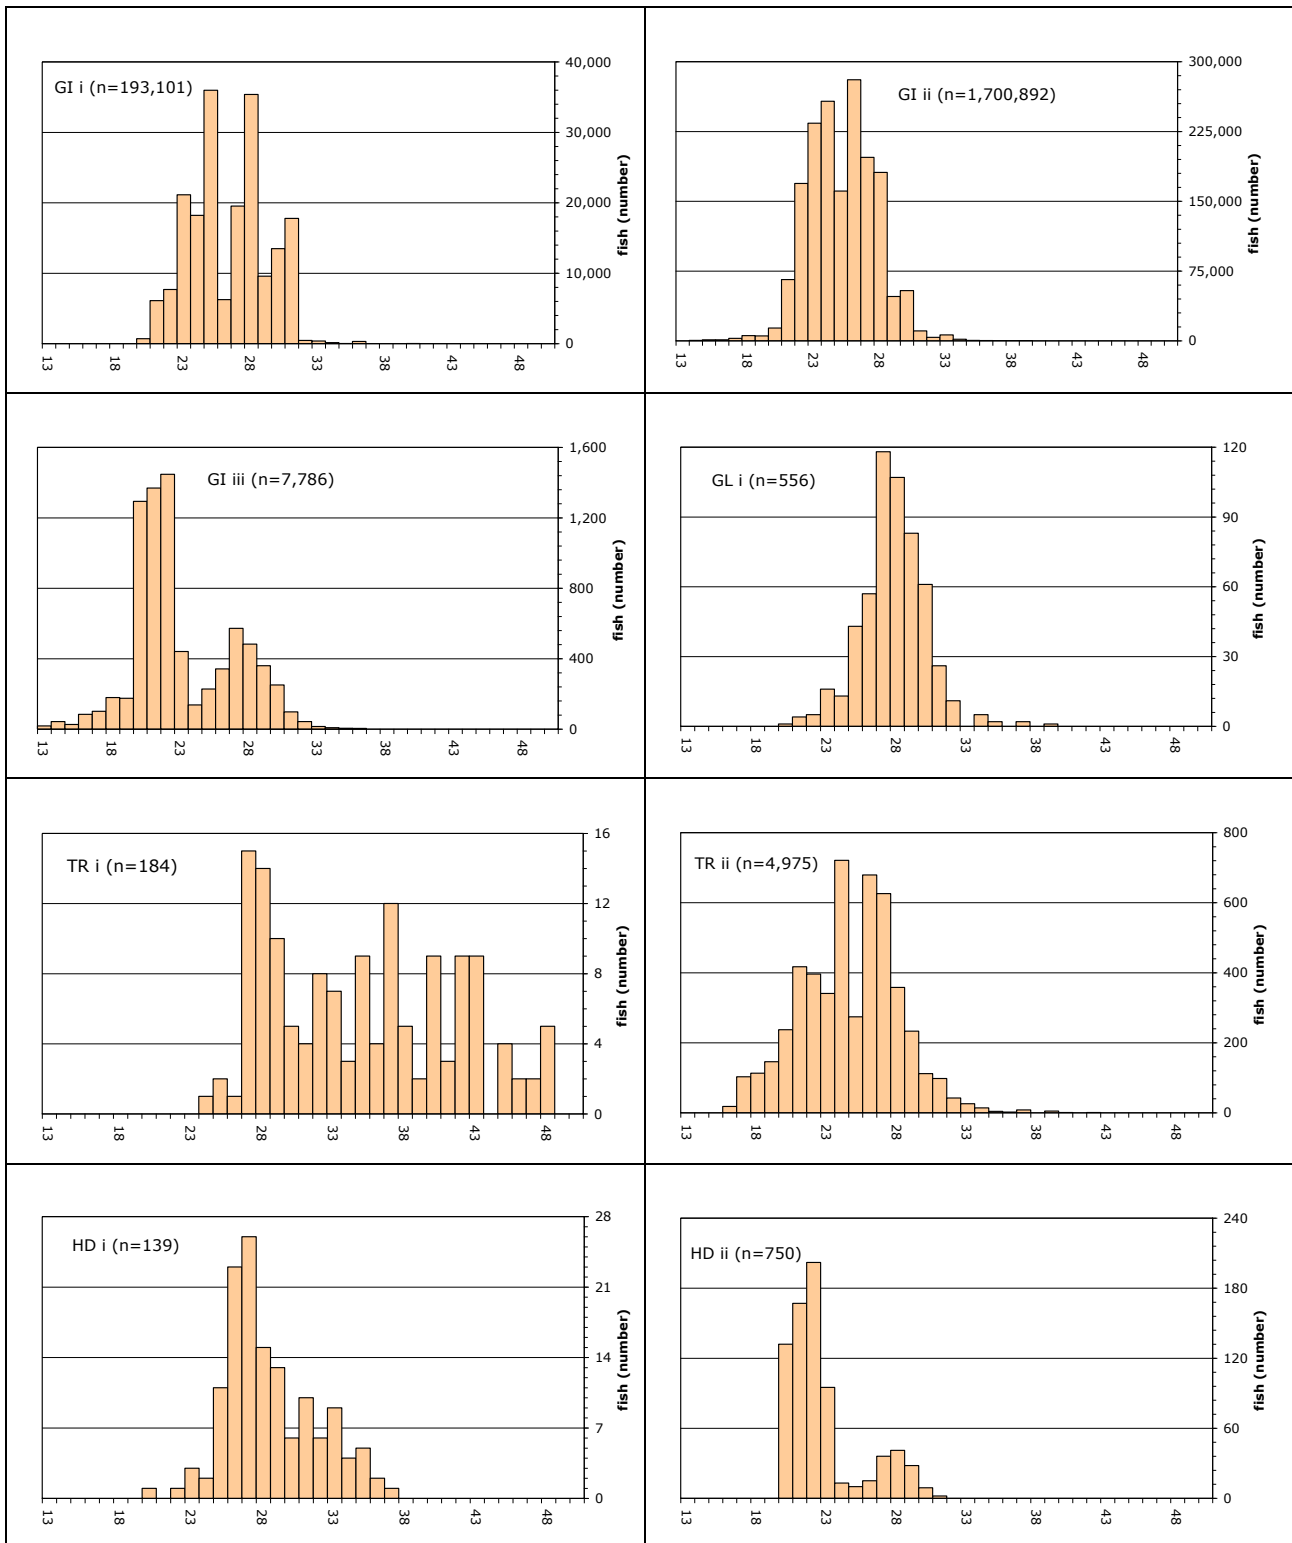 GI i (n=193,101)
40,000
30,000
20,000
10,000
0
fish (number)
13 18 23 28 33 38 43 48
GI ii (n=1,700,892)
300,000
225,000
150,000
75,000
0
fish (number)
13 18 23 28 33 38 43 48
GI iii (n=7,786)
1,600
1,200
800
400
0
fish (number)
13 18 23 28 33 38 43 48
GL i (n=556)
120
90
60
30
0
fish (number)
13 18 23 28 33 38 43 48
TR i (n=184)
16
12
8
4
0
fish (number)
13 18 23 28 33 38 43 48
TR ii (n=4,975)
800
600
400
200
0
fish (number)
13 18 23 28 33 38 43 48
HD i (n=139)
28
21
14
7
0
fish (number)
13 18 23 28 33 38 43 48
HD ii (n=750)
240
180
120
60
0
fish (number)
13 18 23 28 33 38 43 48